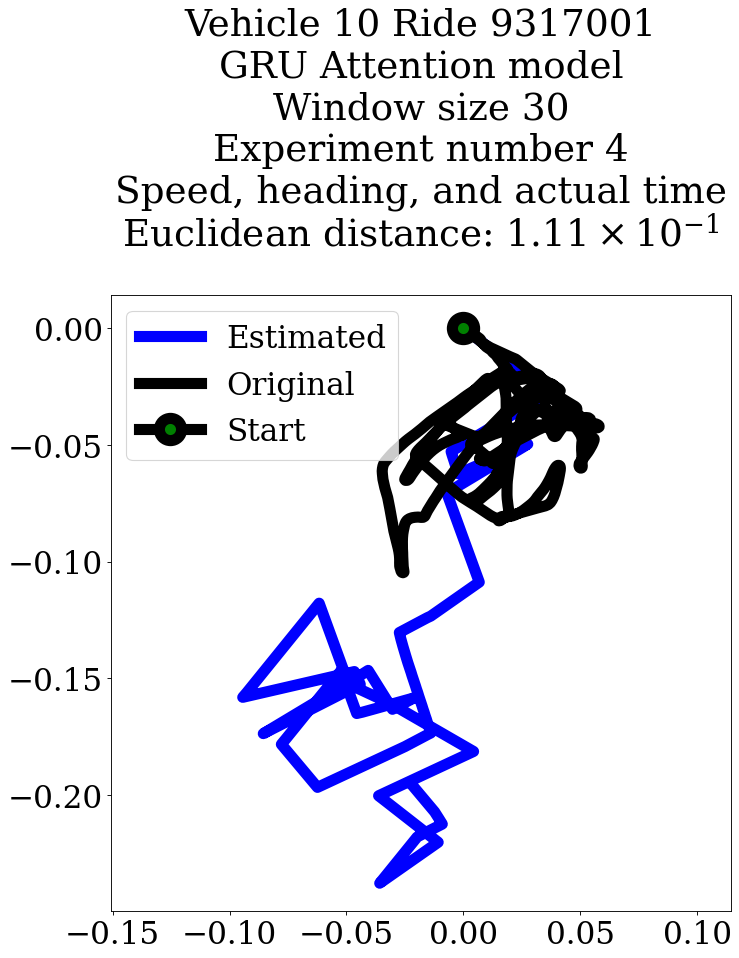 Vehicle 10 Ride 9317001
GRU Attention model
Window size 30
Experiment number 4
Speed, heading, and actual time
Euclidean distance: 1.11 × 10⁻¹
Estimated
Original
Start
0.00
−0.05
−0.10
−0.15
−0.20
−0.15 −0.10 −0.05 0.00 0.05 0.10